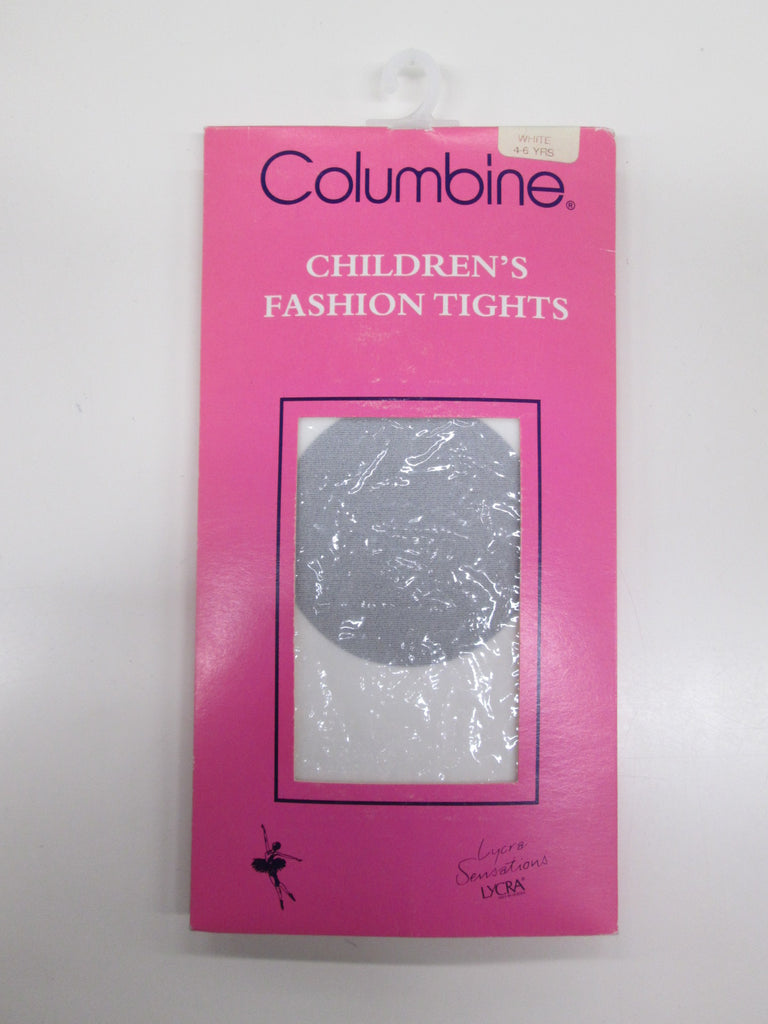 WHITE
4-6 YRS
Columbine®
CHILDREN'S
FASHION TIGHTS
Lycra
Sensations
LYCRA®